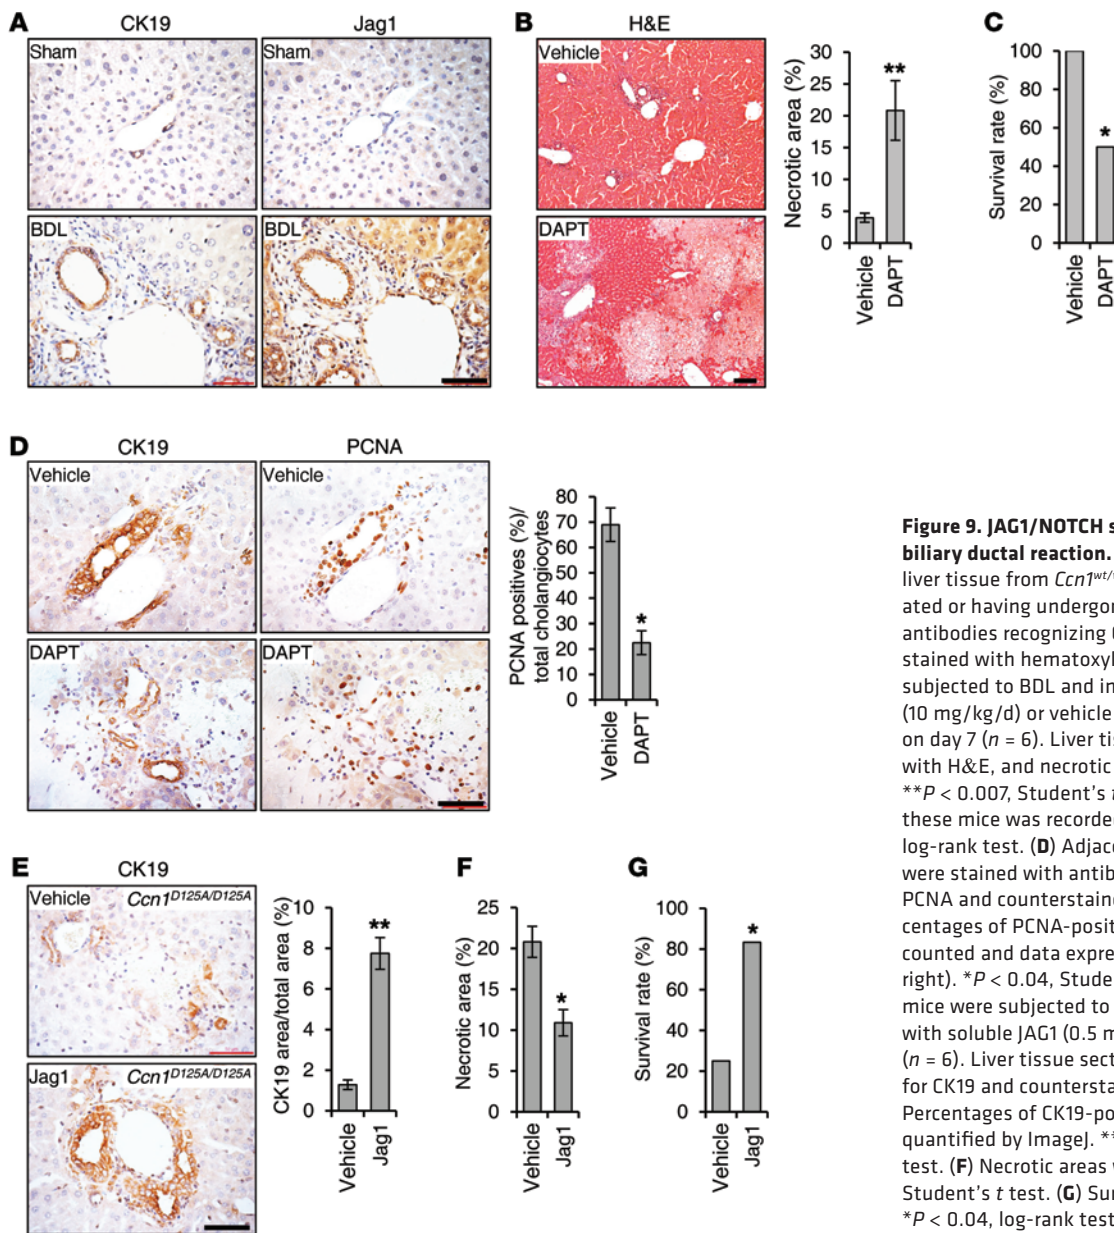 A
CK19
Jag1
Sham
Sham
BDL
BDL
B
H&E
Vehicle
DAPT
Necrotic area (%)
30
25
20
15
10
5
0
**
Vehicle
DAPT
C
Survival rate (%)
100
80
60
40
20
0
*
Vehicle
DAPT
D
CK19
PCNA
Vehicle
Vehicle
DAPT
DAPT
PCNA positives (%)/
total cholangiocytes
80
70
60
50
40
30
20
10
0
*
Vehicle
DAPT
E
CK19
Vehicle
Ccn1D125A/D125A
Jag1
Ccn1D125A/D125A
CK19 area/total area (%)
10
8
6
4
2
0
**
Vehicle
Jag1
F
Necrotic area (%)
25
20
15
10
5
0
*
Vehicle
Jag1
G
Survival rate (%)
100
80
60
40
20
0
*
Vehicle
Jag1
Figure 9. JAG1/NOTCH s
biliary ductal reaction.
liver tissue from Ccn1wt/
ated or having undergo
antibodies recognizing
stained with hematoxyl
subjected to BDL and in
(10 mg/kg/d) or vehicle
on day 7 (n = 6). Liver tis
with H&E, and necrotic
**P < 0.007, Student's t
these mice was recorde
log-rank test. (D) Adjac
were stained with antib
PCNA and counterstaine
centages of PCNA-posit
counted and data expre
right). *P < 0.04, Stude
mice were subjected to
with soluble JAG1 (0.5 m
(n = 6). Liver tissue sect
for CK19 and countersta
Percentages of CK19-po
quantified by ImageJ. **
test. (F) Necrotic areas
Student's t test. (G) Sur
*P < 0.04, log-rank test